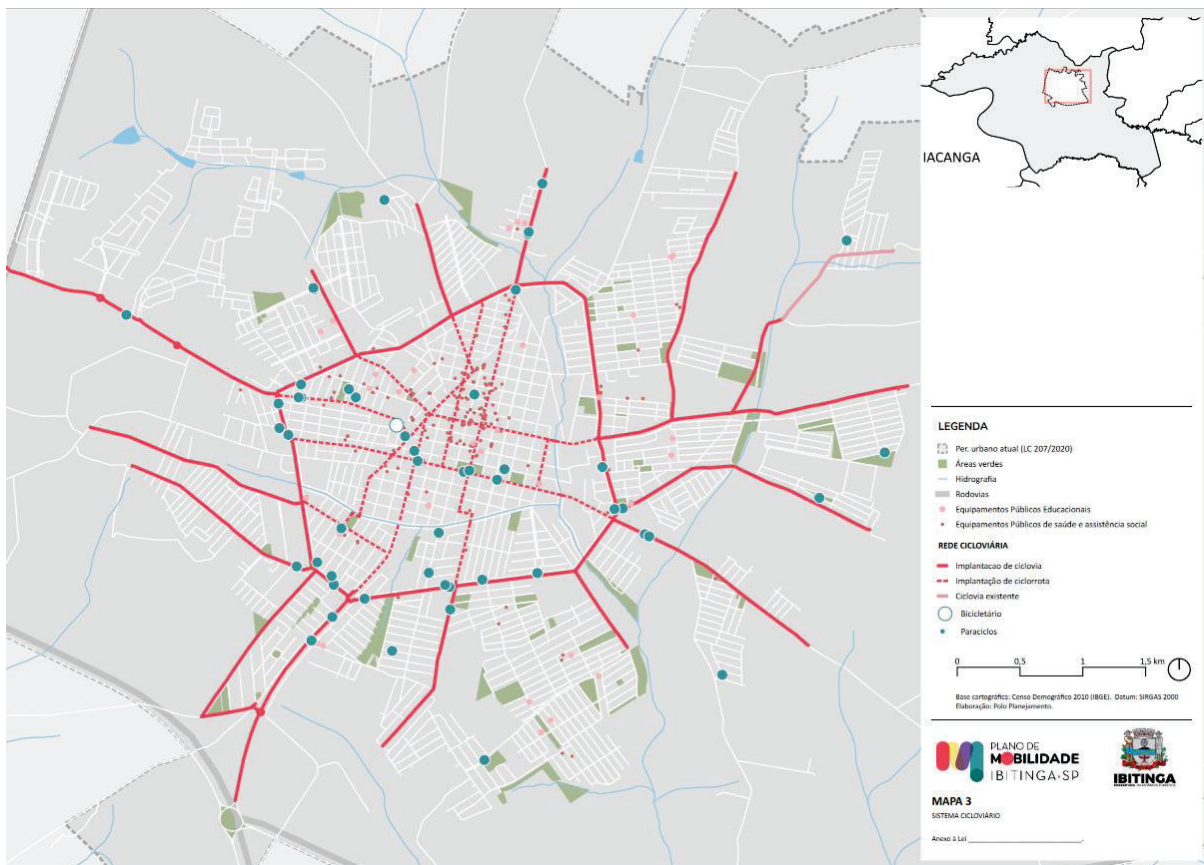 IACANGA
LEGENDA
Per. urbano atual (LC 207/2020)
Áreas verdes
Hidrografia
Rodovias
Equipamentos Públicos Educacionais
Equipamentos Públicos de saúde e assistência social
REDE CICLOVIÁRIA
Implantacao de ciclovia
Implantação de ciclorrota
Ciclovia existente
Bicicletário
Paraciclos
0 0,5 1 1,5 km
Base cartográfica: Censo Demográfico 2010 (IBGE). Datum: SIRGAS 2000
Elaboração: Polo Planejamento.
PLANO DE
MOBILIDADE
IBITINGA•SP
IBITINGA
MAPA 3
SISTEMA CICLOVIÁRIO
Anexo à Lei ______________________________.